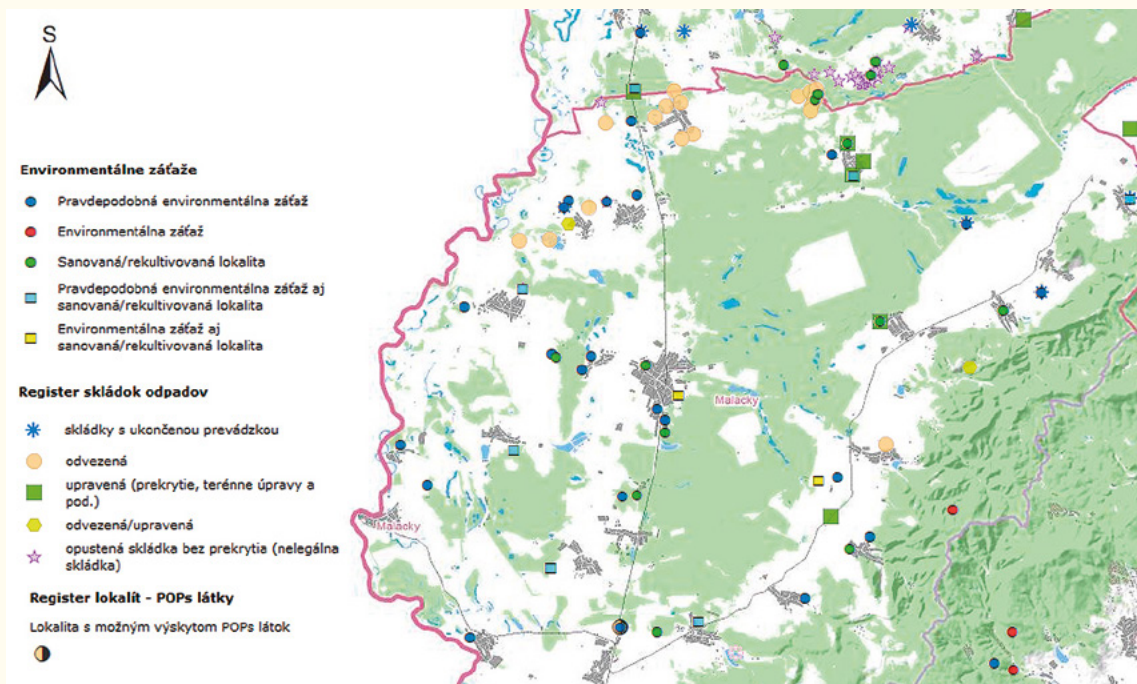 S
Environmentálne záťaže
Pravdepodobná environmentálna záťaž
Environmentálna záťaž
Sanovaná/rekultivovaná lokalita
Pravdepodobná environmentálna záťaž aj
sanovaná/rekultivovaná lokalita
Environmentálna záťaž aj
sanovaná/rekultivovaná lokalita
Register skládok odpadov
skládky s ukončenou prevádzkou
odvezená
upravená (prekrytie, terénne úpravy a
pod.)
odvezená/upravená
opustená skládka bez prekrytia (nelegálna
skládka)
Register lokalít - POPs látky
Lokalita s možným výskytom POPs látok
Malacky
Malacky